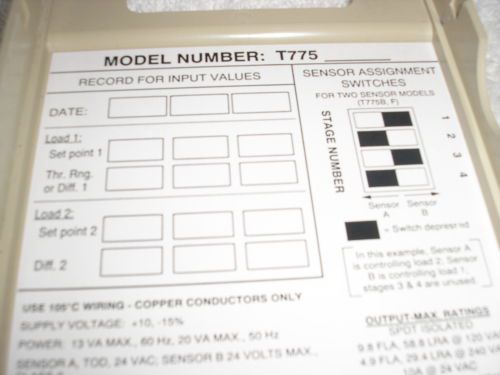 MODEL NUMBER: T775
RECORD FOR INPUT VALUES
DATE:
Load 1:
Set point 1
Thr. Rng.
or Diff. 1
Load 2:
Set point 2
Diff. 2
SENSOR ASSIGNMENT
SWITCHES
FOR TWO SENSOR MODELS
(T775B, F)
STAGE NUMBER
1
2
3
4
Sensor
A
Sensor
B
= Switch depressed
In this example, Sensor A
is controlling load 2; Sensor
B is controlling load 1;
stages 3 & 4 are unused.
USE 105°C WIRING - COPPER CONDUCTORS ONLY
SUPPLY VOLTAGE: +10, -15%
POWER: 13 VA MAX., 60 Hz, 20 VA MAX., 50 Hz
SENSOR A, TOD, 24 VAC; SENSOR B 24 VOLTS MAX.,
OUTPUT-MAX. RATINGS
SPOT ISOLATED
9.8 FLA, 58.8 LRA @ 120 VA
4.9 FLA, 29.4 LRA @ 240 VA
10A @ 24 VAC